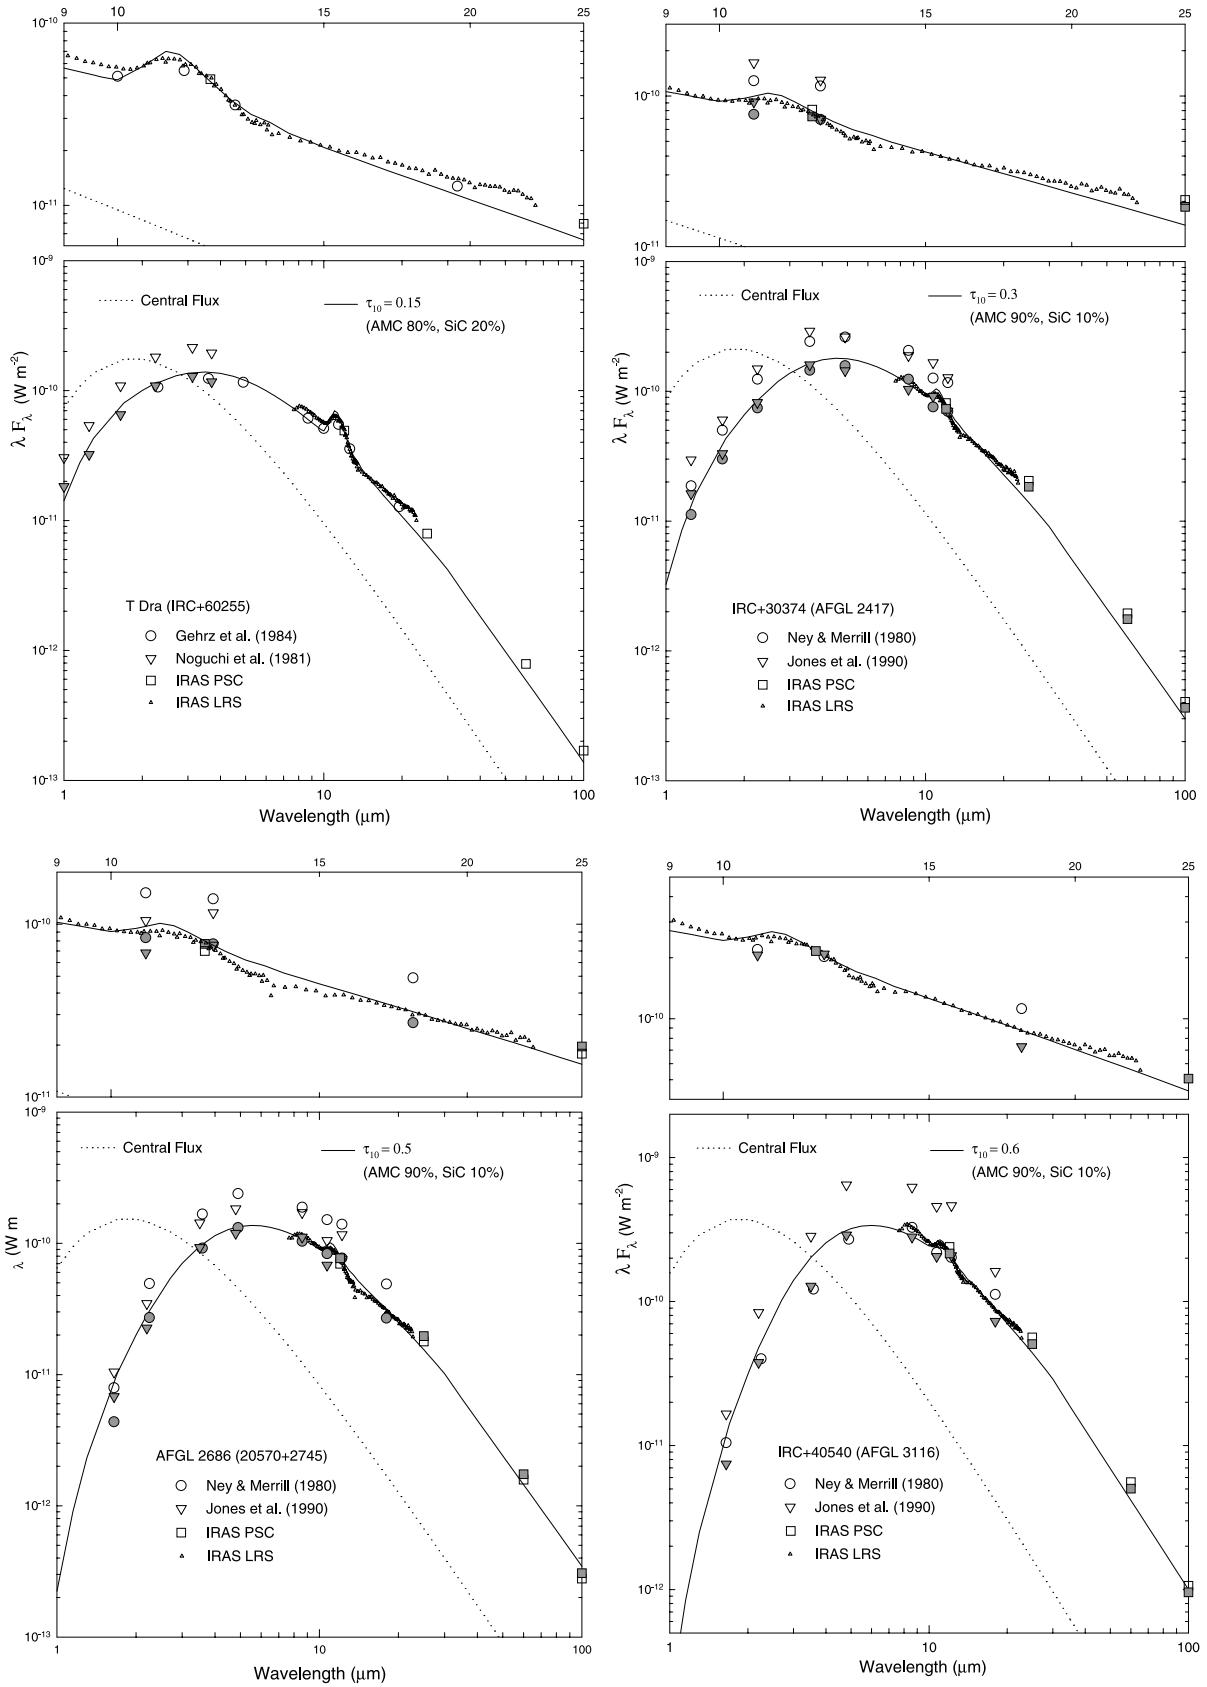 9 10 15 20 25
10⁻¹⁰
10⁻¹¹
10⁻⁹
10⁻¹⁰
10⁻¹¹
10⁻¹²
10⁻¹³
λ F_λ (W m⁻²)
Central Flux
τ₁₀ = 0.15
(AMC 80%, SiC 20%)
T Dra (IRC+60255)
Gehrz et al. (1984)
Noguchi et al. (1981)
IRAS PSC
IRAS LRS
1 10 100
Wavelength (μm)
9 10 15 20 25
10⁻¹⁰
10⁻¹¹
10⁻⁹
10⁻¹⁰
10⁻¹¹
10⁻¹²
10⁻¹³
λ F_λ (W m⁻²)
Central Flux
τ₁₀ = 0.3
(AMC 90%, SiC 10%)
IRC+30374 (AFGL 2417)
Ney & Merrill (1980)
Jones et al. (1990)
IRAS PSC
IRAS LRS
1 10 100
Wavelength (μm)
9 10 15 20 25
10⁻¹⁰
10⁻¹¹
10⁻⁹
10⁻¹⁰
10⁻¹¹
10⁻¹²
10⁻¹³
λ (W m
Central Flux
τ₁₀ = 0.5
(AMC 90%, SiC 10%)
AFGL 2686 (20570+2745)
Ney & Merrill (1980)
Jones et al. (1990)
IRAS PSC
IRAS LRS
1 10 100
Wavelength (μm)
9 10 15 20 25
10⁻¹⁰
10⁻⁹
10⁻¹⁰
10⁻¹¹
10⁻¹²
λ F_λ (W m⁻²)
Central Flux
τ₁₀ = 0.6
(AMC 90%, SiC 10%)
IRC+40540 (AFGL 3116)
Ney & Merrill (1980)
Jones et al. (1990)
IRAS PSC
IRAS LRS
1 10 100
Wavelength (μm)